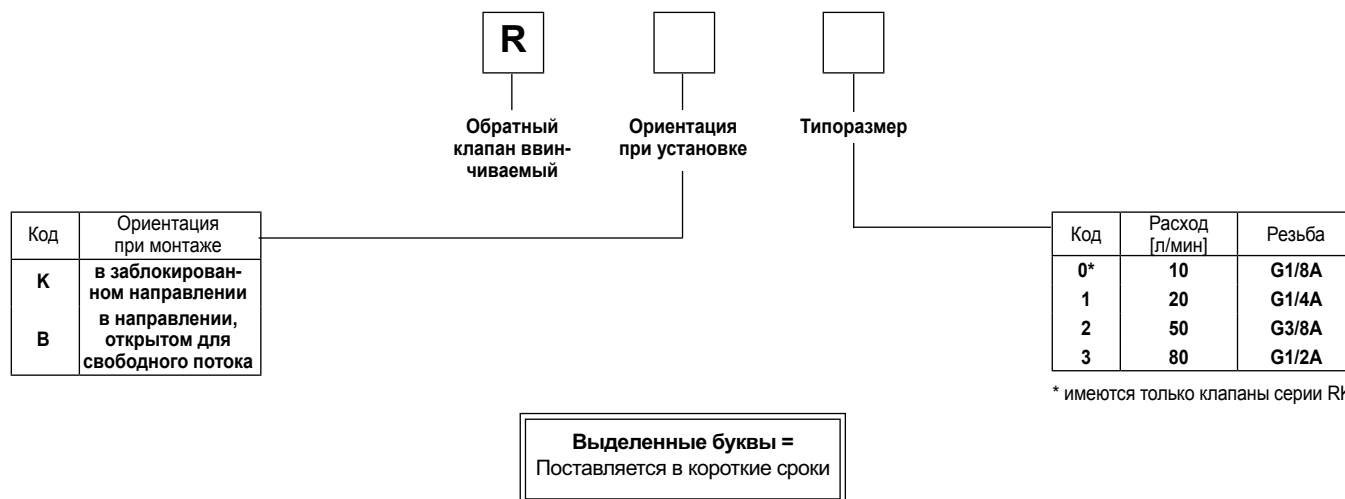 R
Обратный
клапан ввин-
чиваемый
Ориентация
при установке
Типоразмер
Код Ориентация
при монтаже
K в заблокирован-
ном направлении
B в направлении,
открытом для
свободного потока
Код Расход
[л/мин] Резьба
0* 10 G1/8A
1 20 G1/4A
2 50 G3/8A
3 80 G1/2A
* имеются только клапаны серии RK
Выделенные буквы =
Поставляется в короткие сроки